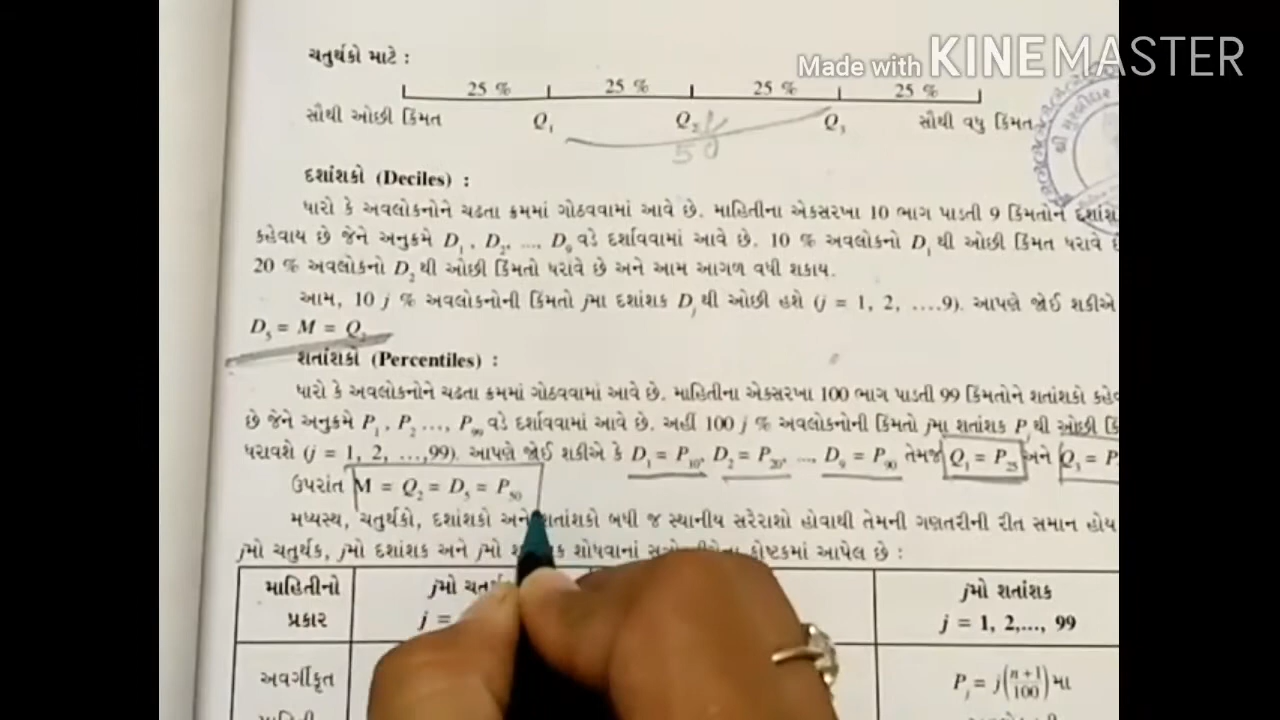 Made with KINEMASTER
ચતુર્થકો માટે :
25 % 25 % 25 % 25 %
સૌથી ઓછી કિંમત Q1 Q2 Q3 સૌથી વધુ કિંમત
50
દશાંશકો (Deciles) :
ધારો કે અવલોકનોને ચઢતા ક્રમમાં ગોઠવવામાં આવે છે. માહિતીના એકસરખા 10 ભાગ પાડતી 9 કિંમતોને
કહેવાય છે જેને અનુક્રમે D1 , D2, ..., D9 વડે દર્શાવવામાં આવે છે. 10 % અવલોકનો D1 થી ઓછી કિંમત ધરાવે
20 % અવલોકનો D2 થી ઓછી કિંમતો ધરાવે છે અને આમ આગળ વધી શકાય.
આમ, 10 j % અવલોકનોની કિંમતો jમા દશાંશક Dj થી ઓછી હશે (j = 1, 2, ....9). આપણે જોઈ શકીએ
D5 = M = Q2
શતાંશકો (Percentiles) :
ધારો કે અવલોકનોને ચઢતા ક્રમમાં ગોઠવવામાં આવે છે. માહિતીના એકસરખા 100 ભાગ પાડતી 99 કિંમતોને શતાંશકો
છે જેને અનુક્રમે P1 , P2 ..., P99 વડે દર્શાવવામાં આવે છે. અહીં 100 j % અવલોકનોની કિંમતો jમા શતાંશક Pj થી ઓછી
ધરાવશે (j = 1, 2, ...,99). આપણે જોઈ શકીએ કે D1 = P10, D2 = P20, ..., D9 = P90 તેમજ Q1 = P25 અને Q3 = P
ઉપરાંત M = Q2 = D5 = P50
મધ્યસ્થ, ચતુર્થકો, દશાંશકો અને શતાંશકો બધી જ સ્થાનીય સરેરાશો હોવાથી તેમની ગણતરીની રીત સમાન હોય
jમો ચતુર્થક, jમો દશાંશક અને jમો શોધવાનાં કોષ્ટકમાં આપેલ છે :
માહિતીનો jમો jમો શતાંશક
પ્રકાર j = j = 1, 2,..., 99
અવર્ગીકૃત Pj = j(n + 1/100)મા